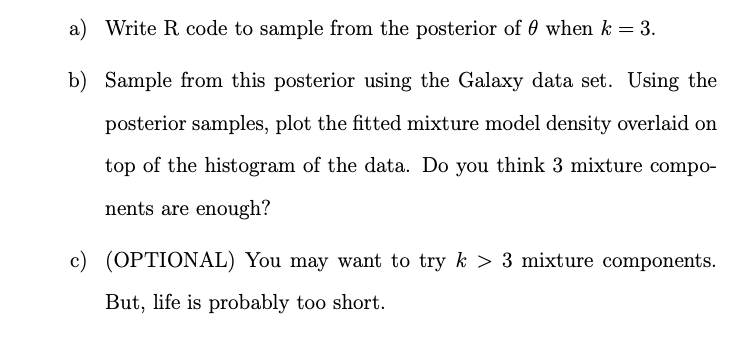 a) Write R code to sample from the posterior of θ when k = 3.
b) Sample from this posterior using the Galaxy data set. Using the
posterior samples, plot the fitted mixture model density overlaid on
top of the histogram of the data. Do you think 3 mixture compo-
nents are enough?
c) (OPTIONAL) You may want to try k > 3 mixture components.
But, life is probably too short.